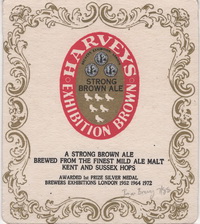 HARVEYS
STRONG
BROWN ALE
EXHIBITION BROWN
A STRONG BROWN ALE
BREWED FROM THE FINEST MILD ALE MALT
KENT AND SUSSEX HOPS
AWARDED 1st PRIZE SILVER MEDAL
BREWERS EXHIBITIONS LONDON 1952 1964 1972